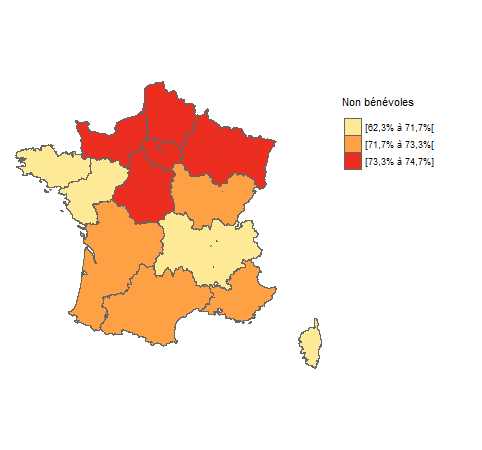 Non bénévoles
[62,3% à 71,7%[
[71,7% à 73,3%[
[73,3% à 74,7%]